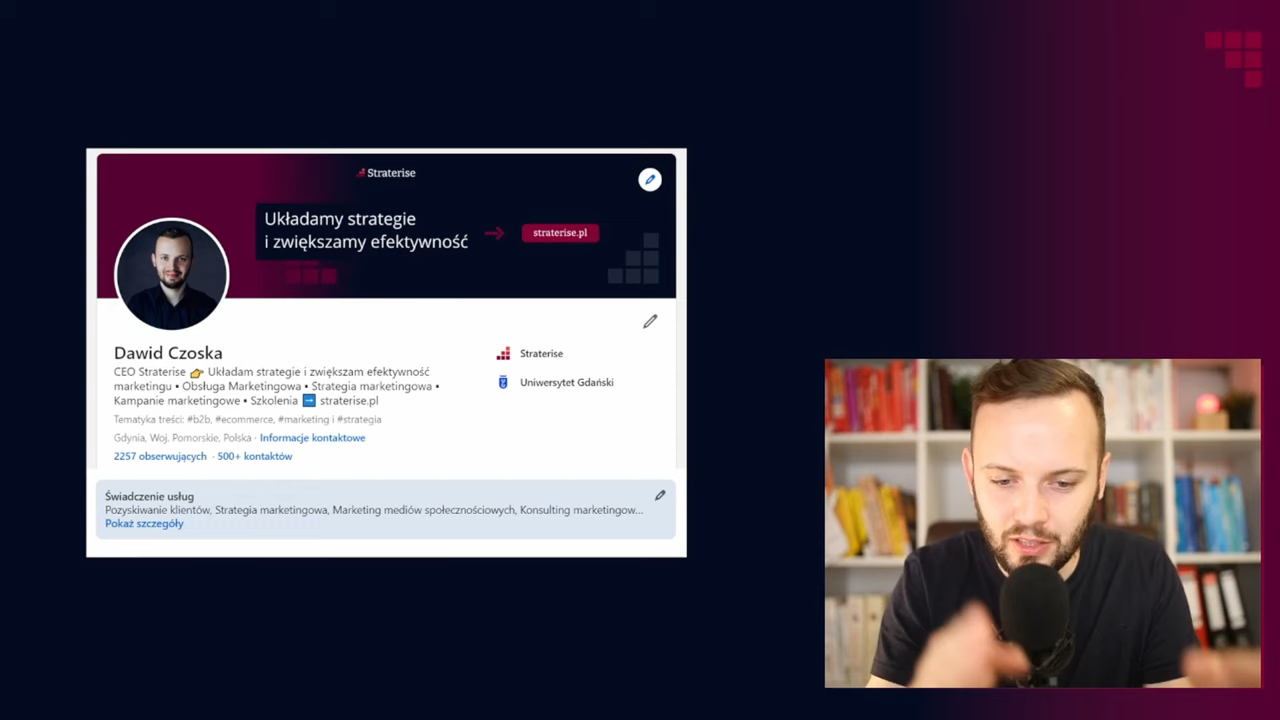 Straterise
Układamy strategie
i zwiększamy efektywność
straterise.pl
Dawid Czoska
CEO Straterise 👉 Układam strategie i zwiększam efektywność
marketingu • Obsługa Marketingowa • Strategia marketingowa •
Kampanie marketingowe • Szkolenia ➡️ straterise.pl
Tematyka treści: #b2b, #ecommerce, #marketing i #strategia
Gdynia, Woj. Pomorskie, Polska · Informacje kontaktowe
2257 obserwujących · 500+ kontaktów
Straterise
Uniwersytet Gdański
Świadczenie usług
Pozyskiwanie klientów, Strategia marketingowa, Marketing mediów społecznościowych, Konsulting marketingow...
Pokaż szczegóły